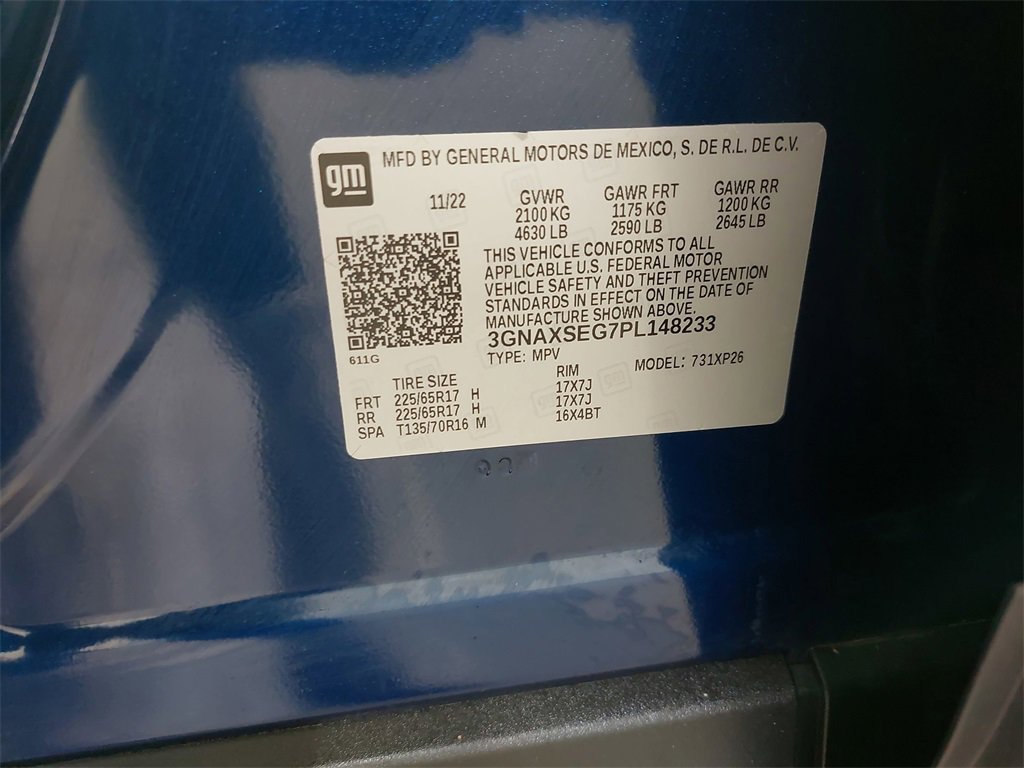 gm
MFD BY GENERAL MOTORS DE MEXICO, S. DE R.L. DE C.V.
11/22 GVWR GAWR FRT GAWR RR
2100 KG 1175 KG 1200 KG
4630 LB 2590 LB 2645 LB
THIS VEHICLE CONFORMS TO ALL
APPLICABLE U.S. FEDERAL MOTOR
VEHICLE SAFETY AND THEFT PREVENTION
STANDARDS IN EFFECT ON THE DATE OF
MANUFACTURE SHOWN ABOVE.
3GNAXSEG7PL148233
611G
TYPE: MPV MODEL: 731XP26
TIRE SIZE RIM
FRT 225/65R17 H 17X7J
RR 225/65R17 H 17X7J
SPA T135/70R16 M 16X4BT